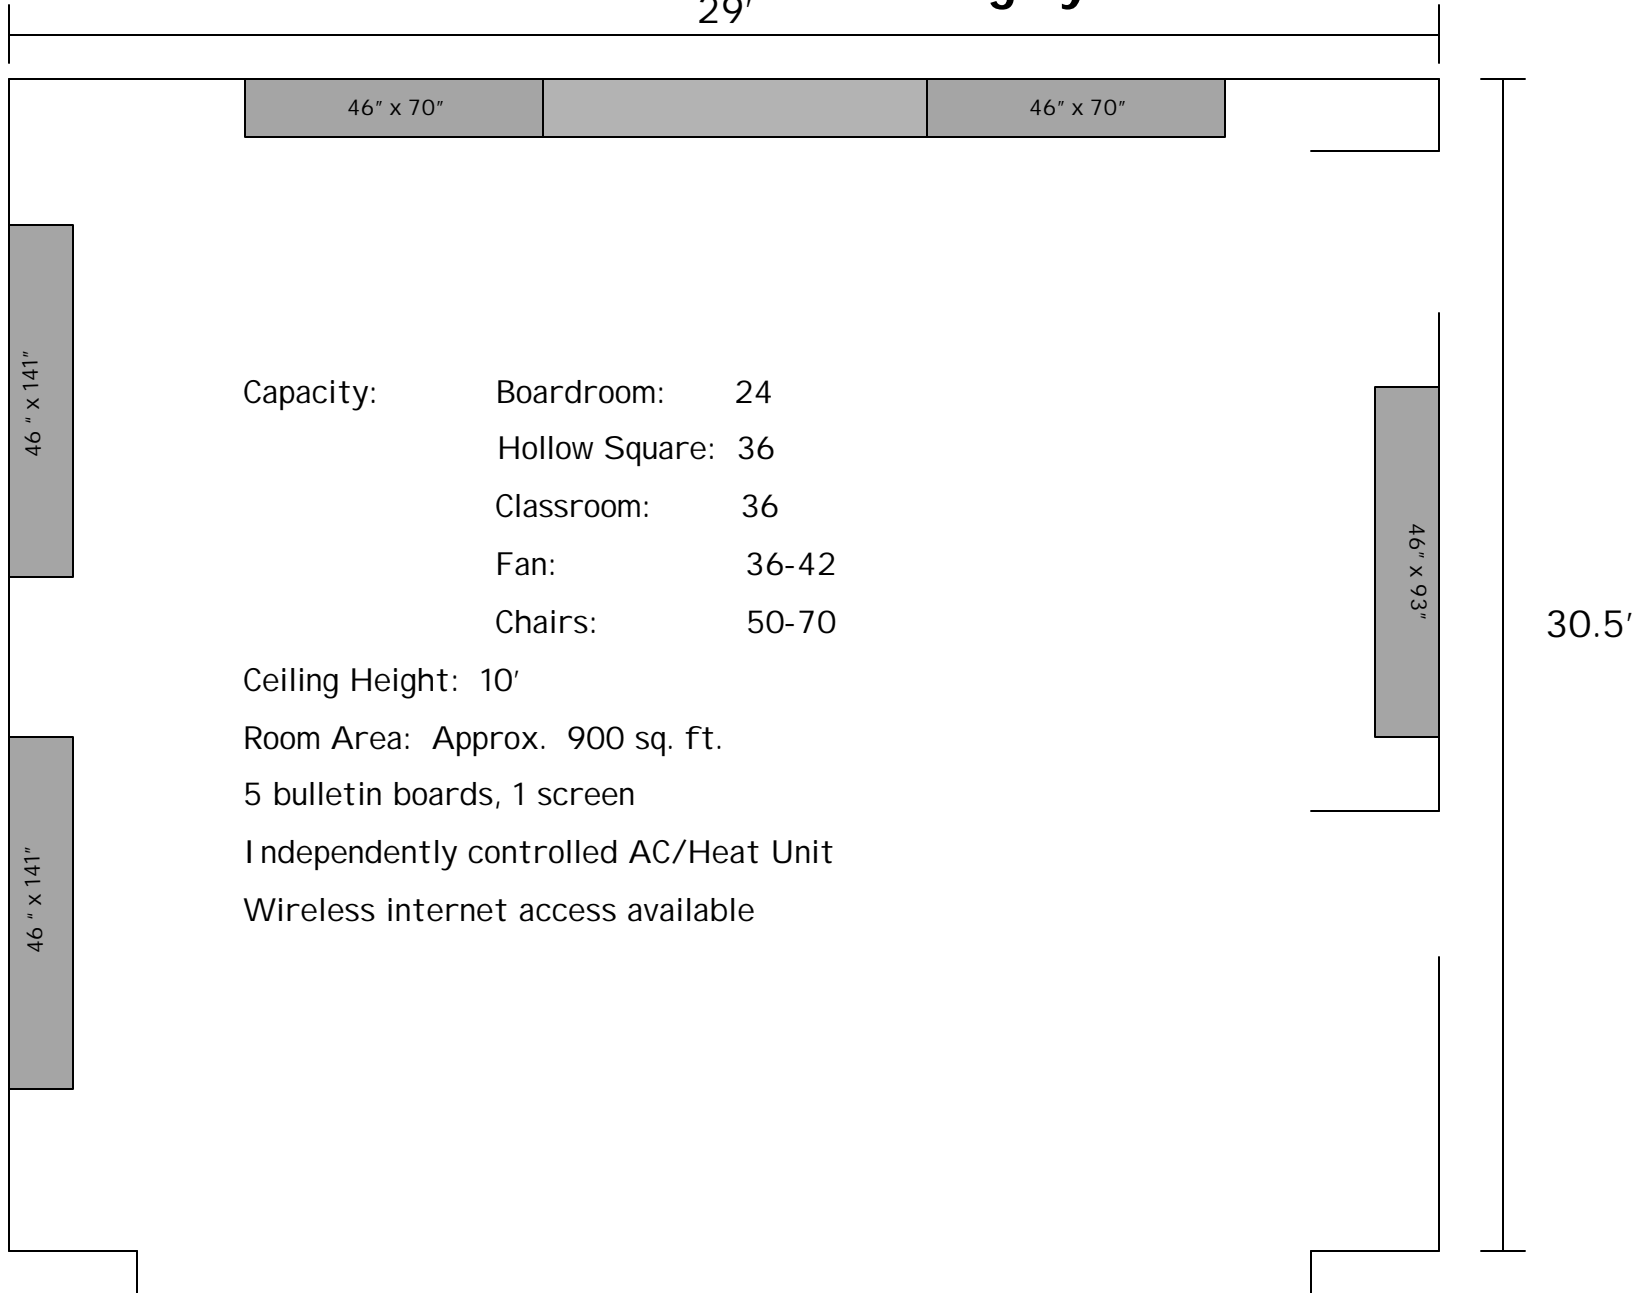 29'
46" x 70"
46" x 70"
46 " x 141"
Capacity: Boardroom: 24
Hollow Square: 36
Classroom: 36
Fan: 36-42
Chairs: 50-70
46" x 93"
30.5'
Ceiling Height: 10'
Room Area: Approx. 900 sq. ft.
5 bulletin boards, 1 screen
Independently controlled AC/Heat Unit
Wireless internet access available
46 " x 141"